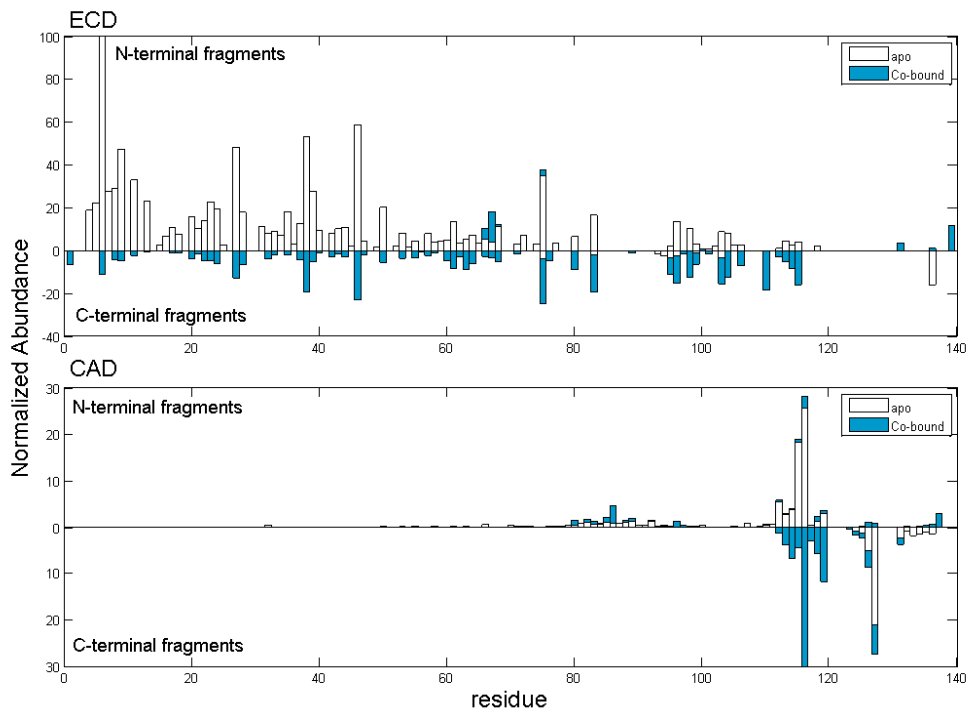 ECD
N-terminal fragments
apo
Co-bound
100
80
60
40
20
0
-20
-40
C-terminal fragments
0 20 40 60 80 100 120 140
Normalized Abundance
CAD
N-terminal fragments
apo
Co-bound
30
20
10
0
10
20
30
C-terminal fragments
0 20 40 60 80 100 120 140
residue